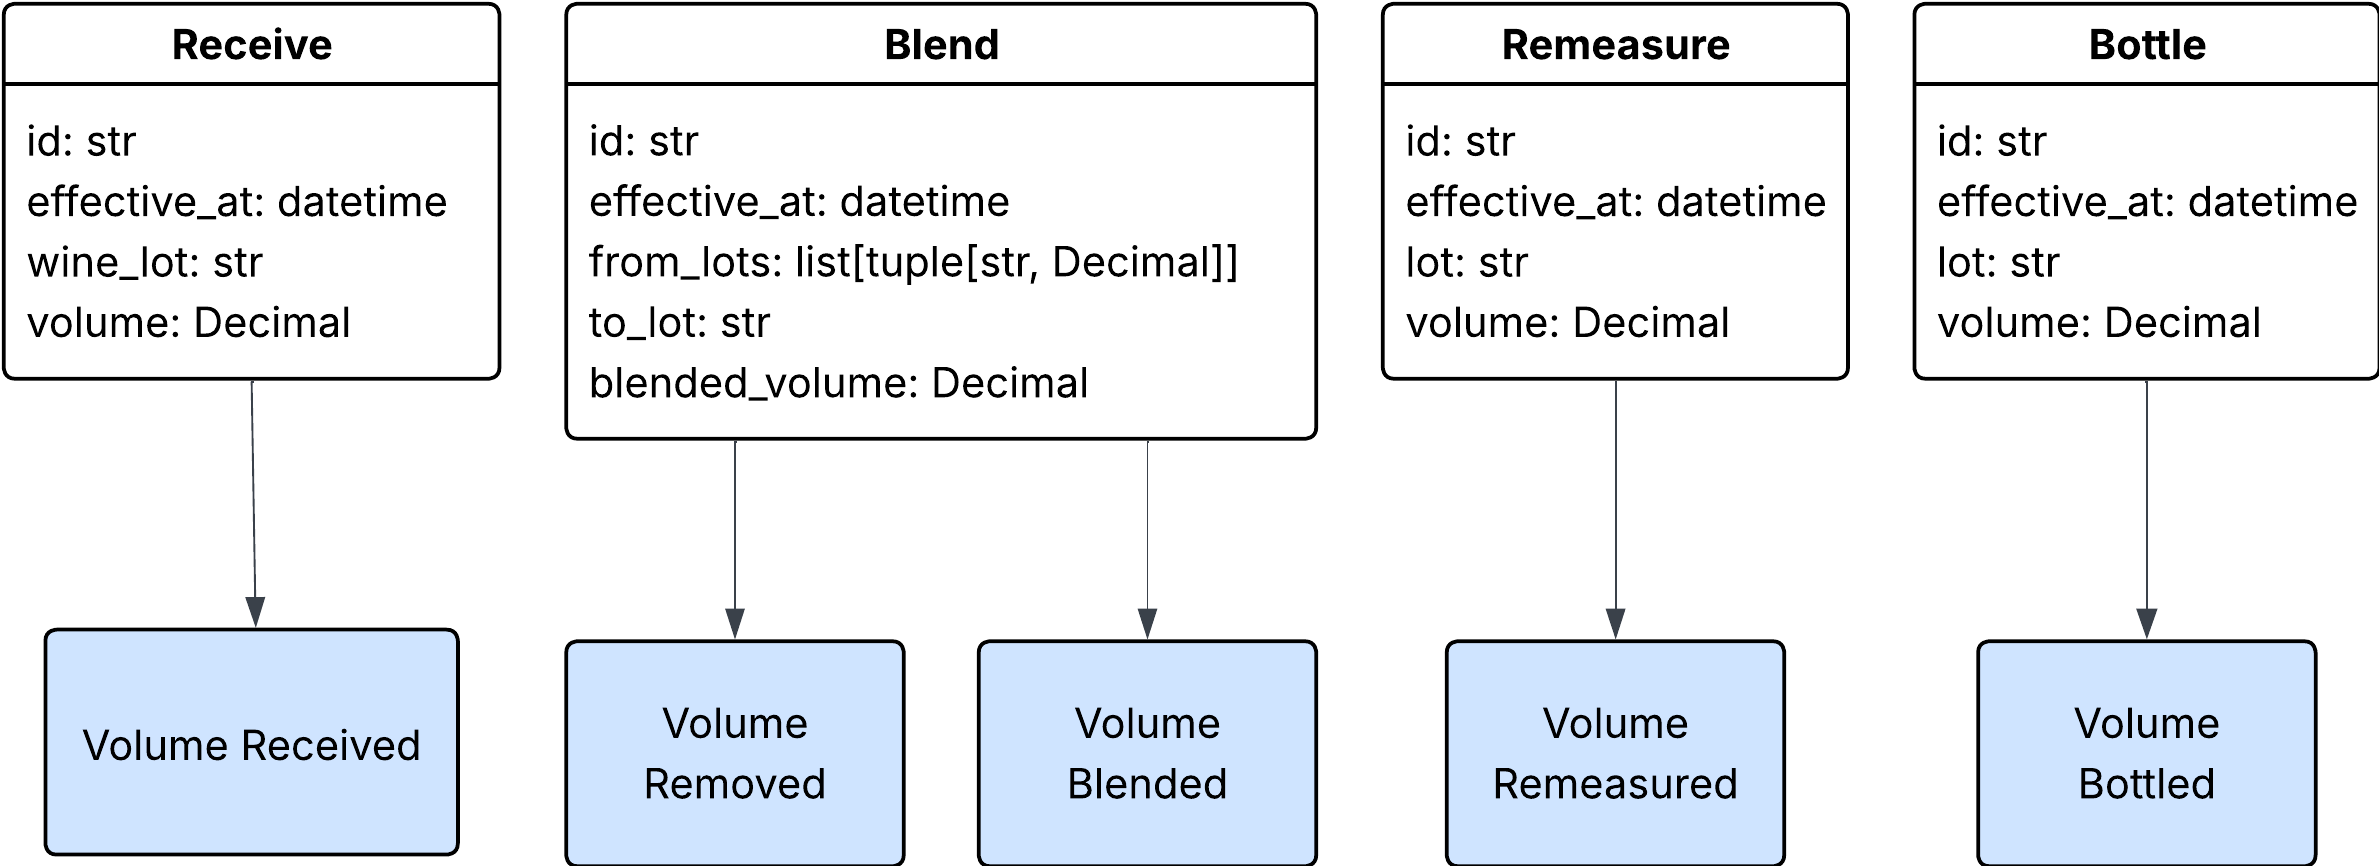 Receive
id: str
effective_at: datetime
wine_lot: str
volume: Decimal
Blend
id: str
effective_at: datetime
from_lots: list[tuple[str, Decimal]]
to_lot: str
blended_volume: Decimal
Remeasure
id: str
effective_at: datetime
lot: str
volume: Decimal
Bottle
id: str
effective_at: datetime
lot: str
volume: Decimal
Volume Received
Volume
Removed
Volume
Blended
Volume
Remeasured
Volume
Bottled